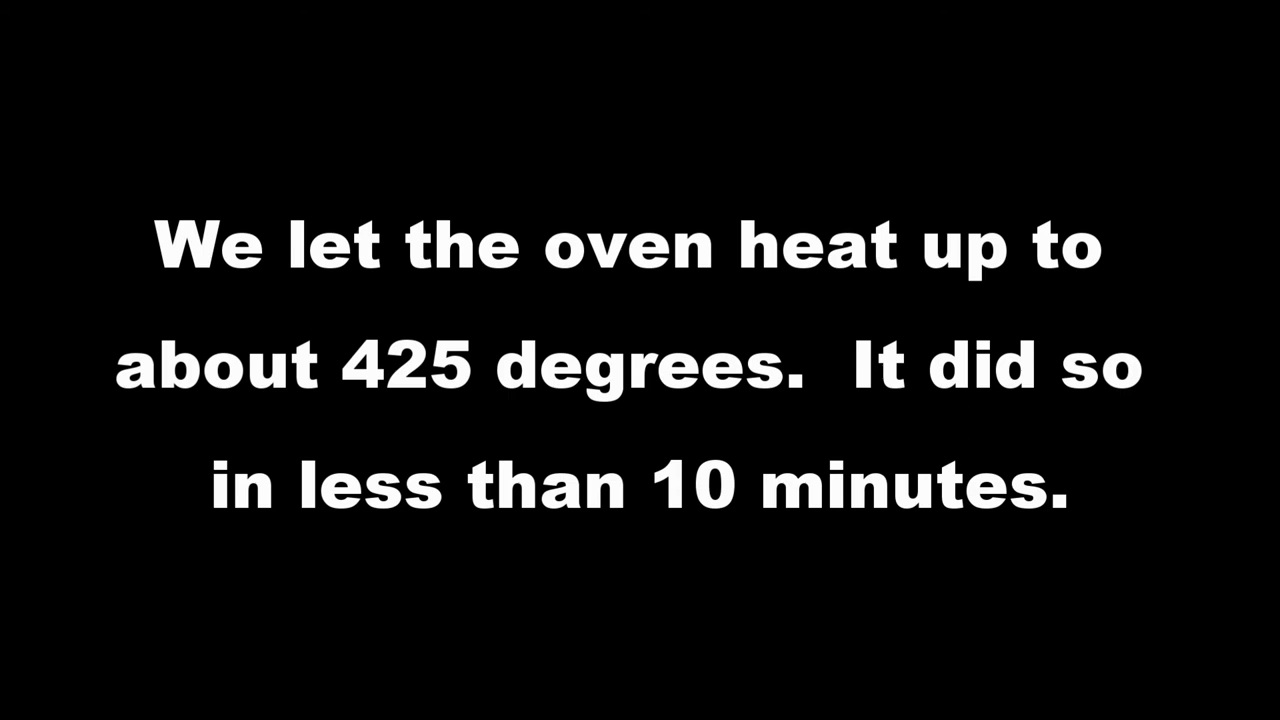 We let the oven heat up to
about 425 degrees.  It did so
in less than 10 minutes.